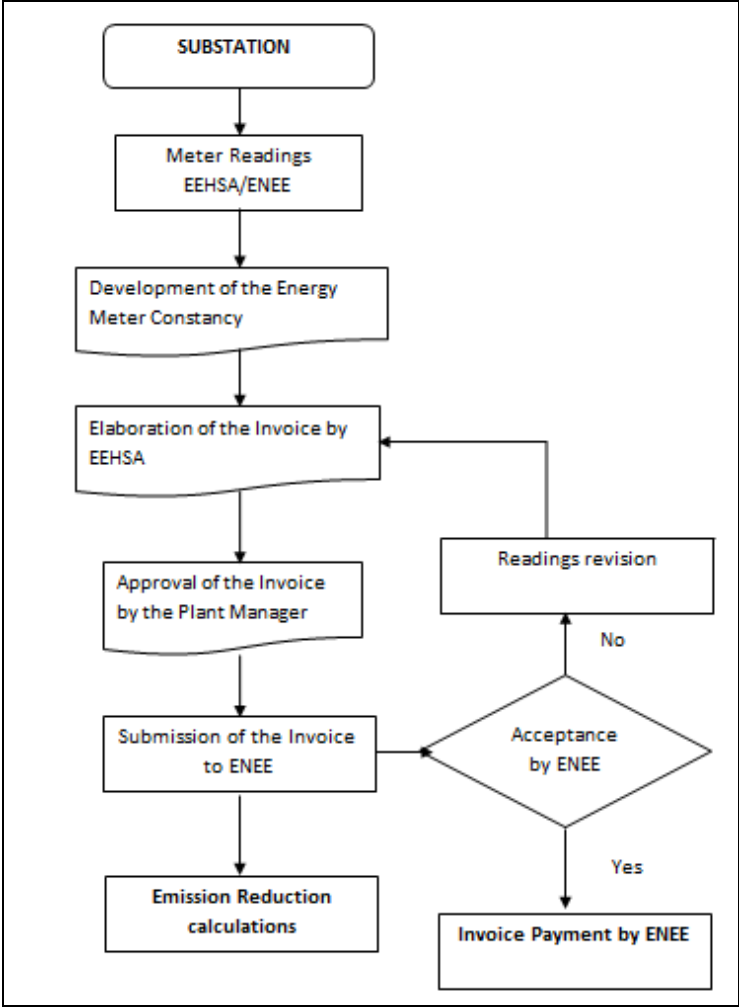 SUBSTATION
Meter Readings
EEHSA/ENEE
Development of the Energy
Meter Constancy
Elaboration of the Invoice by
EEHSA
Approval of the Invoice
by the Plant Manager
Submission of the Invoice
to ENEE
Emission Reduction
calculations
Readings revision
No
Acceptance
by ENEE
Yes
Invoice Payment by ENEE